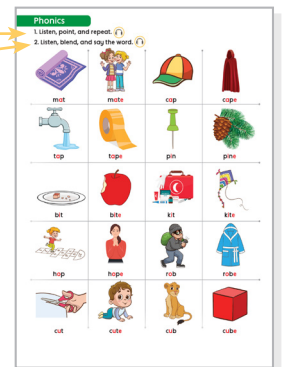 Phonics
1. Listen, point, and repeat.
2. Listen, blend, and say the word.
mat mate cap cape
tap tape pin pine
bit bite kit kite
hop hope rob robe
cut cute cub cube